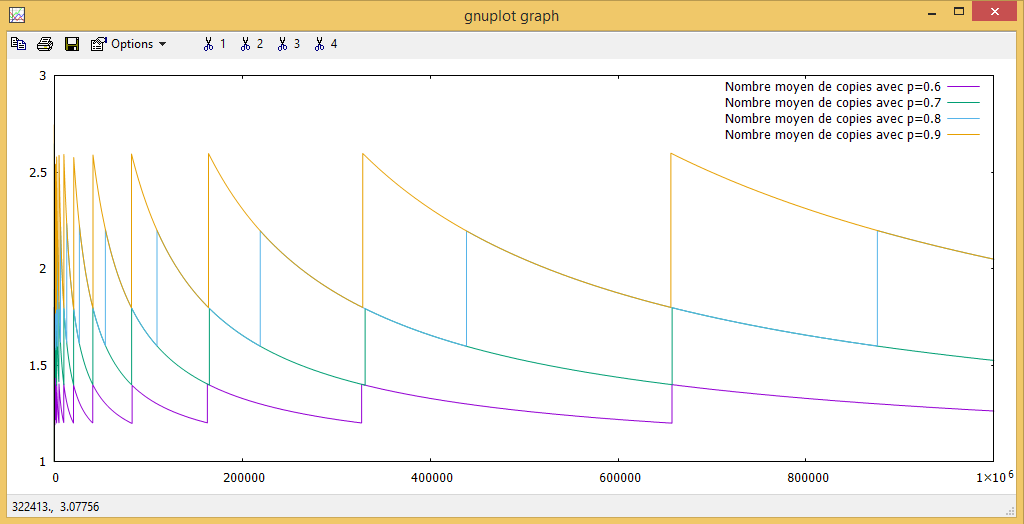 gnuplot graph
Options 1 2 3 4
3
Nombre moyen de copies avec p=0.6
Nombre moyen de copies avec p=0.7
Nombre moyen de copies avec p=0.8
Nombre moyen de copies avec p=0.9
2.5
2
1.5
1
0 200000 400000 600000 800000 1×10⁶
322413., 3.07756